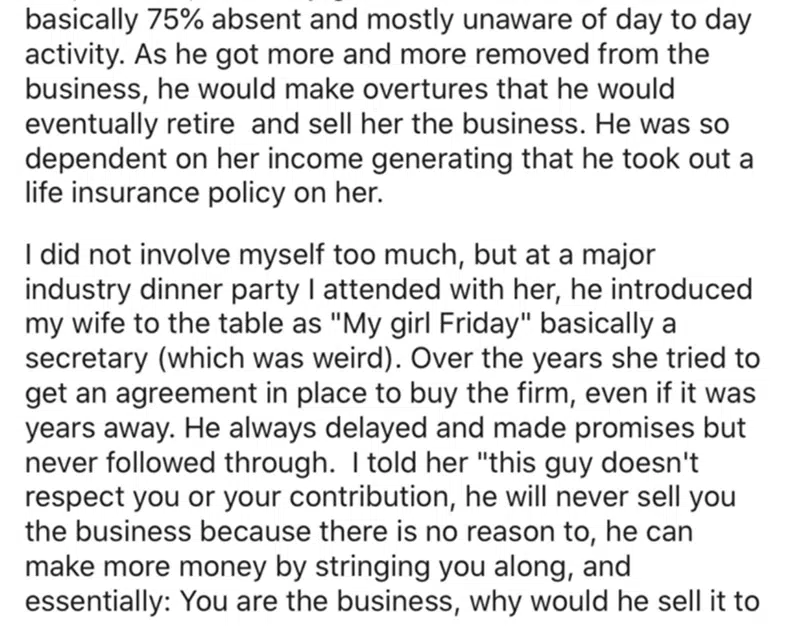 basically 75% absent and mostly unaware of day to day
activity. As he got more and more removed from the
business, he would make overtures that he would
eventually retire  and sell her the business. He was so
dependent on her income generating that he took out a
life insurance policy on her.
I did not involve myself too much, but at a major
industry dinner party I attended with her, he introduced
my wife to the table as "My girl Friday" basically a
secretary (which was weird). Over the years she tried to
get an agreement in place to buy the firm, even if it was
years away. He always delayed and made promises but
never followed through.  I told her "this guy doesn't
respect you or your contribution, he will never sell you
the business because there is no reason to, he can
make more money by stringing you along, and
essentially: You are the business, why would he sell it to